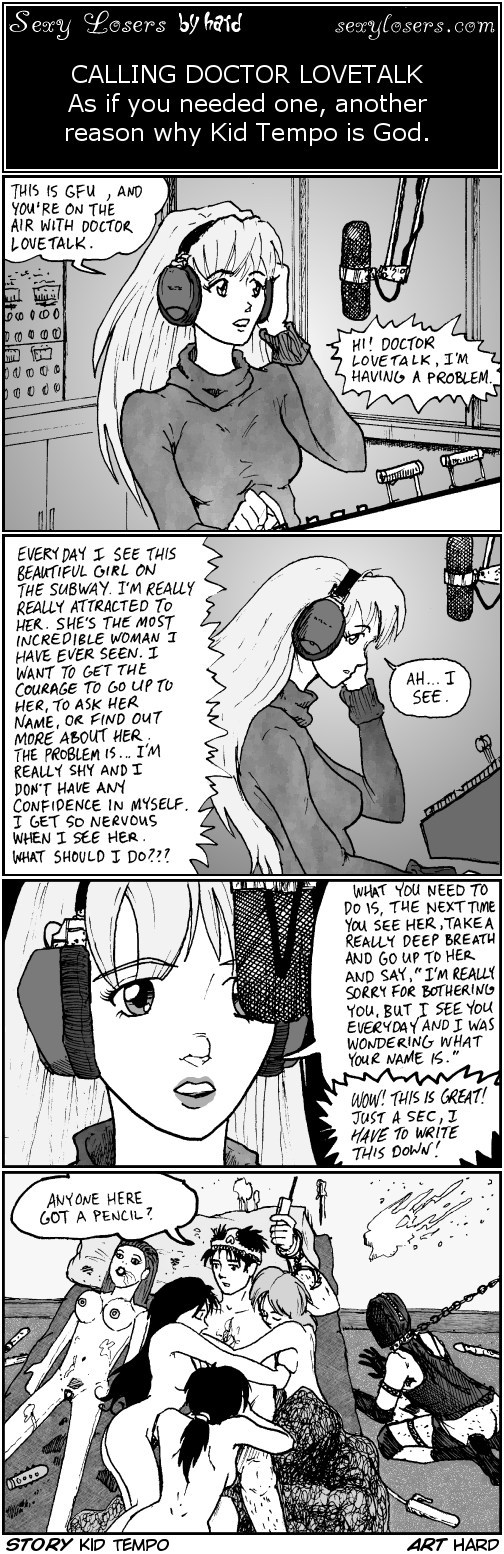 Sexy Losers by hard sexylosers.com
CALLING DOCTOR LOVETALK
As if you needed one, another
reason why Kid Tempo is God.
THIS IS GFU, AND
YOU'RE ON THE
AIR WITH DOCTOR
LOVETALK.
HI! DOCTOR
LOVETALK, I'M
HAVING A PROBLEM.
EVERYDAY I SEE THIS
BEAUTIFUL GIRL ON
THE SUBWAY. I'M REALLY
REALLY ATTRACTED TO
HER. SHE'S THE MOST
INCREDIBLE WOMAN I
HAVE EVER SEEN. I
WANT TO GET THE
COURAGE TO GO UP TO
HER, TO ASK HER
NAME, OR FIND OUT
MORE ABOUT HER.
THE PROBLEM IS... I'M
REALLY SHY AND I
DON'T HAVE ANY
CONFIDENCE IN MYSELF.
I GET SO NERVOUS
WHEN I SEE HER.
WHAT SHOULD I DO???
AH... I
SEE.
WHAT YOU NEED TO
DO IS, THE NEXT TIME
YOU SEE HER, TAKE A
REALLY DEEP BREATH
AND GO UP TO HER
AND SAY, "I'M REALLY
SORRY FOR BOTHERING
YOU, BUT I SEE YOU
EVERYDAY AND I WAS
WONDERING WHAT
YOUR NAME IS."
WOW! THIS IS GREAT!
JUST A SEC, I
HAVE TO WRITE
THIS DOWN!
ANYONE HERE
GOT A PENCIL?
STORY KID TEMPO ART HARD